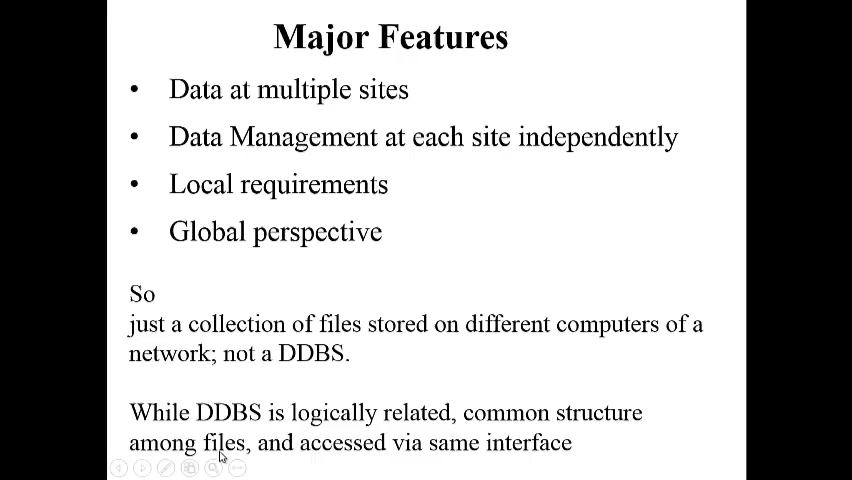 Major Features
• Data at multiple sites
• Data Management at each site independently
• Local requirements
• Global perspective
So
just a collection of files stored on different computers of a
network; not a DDBS.
While DDBS is logically related, common structure
among files, and accessed via same interface